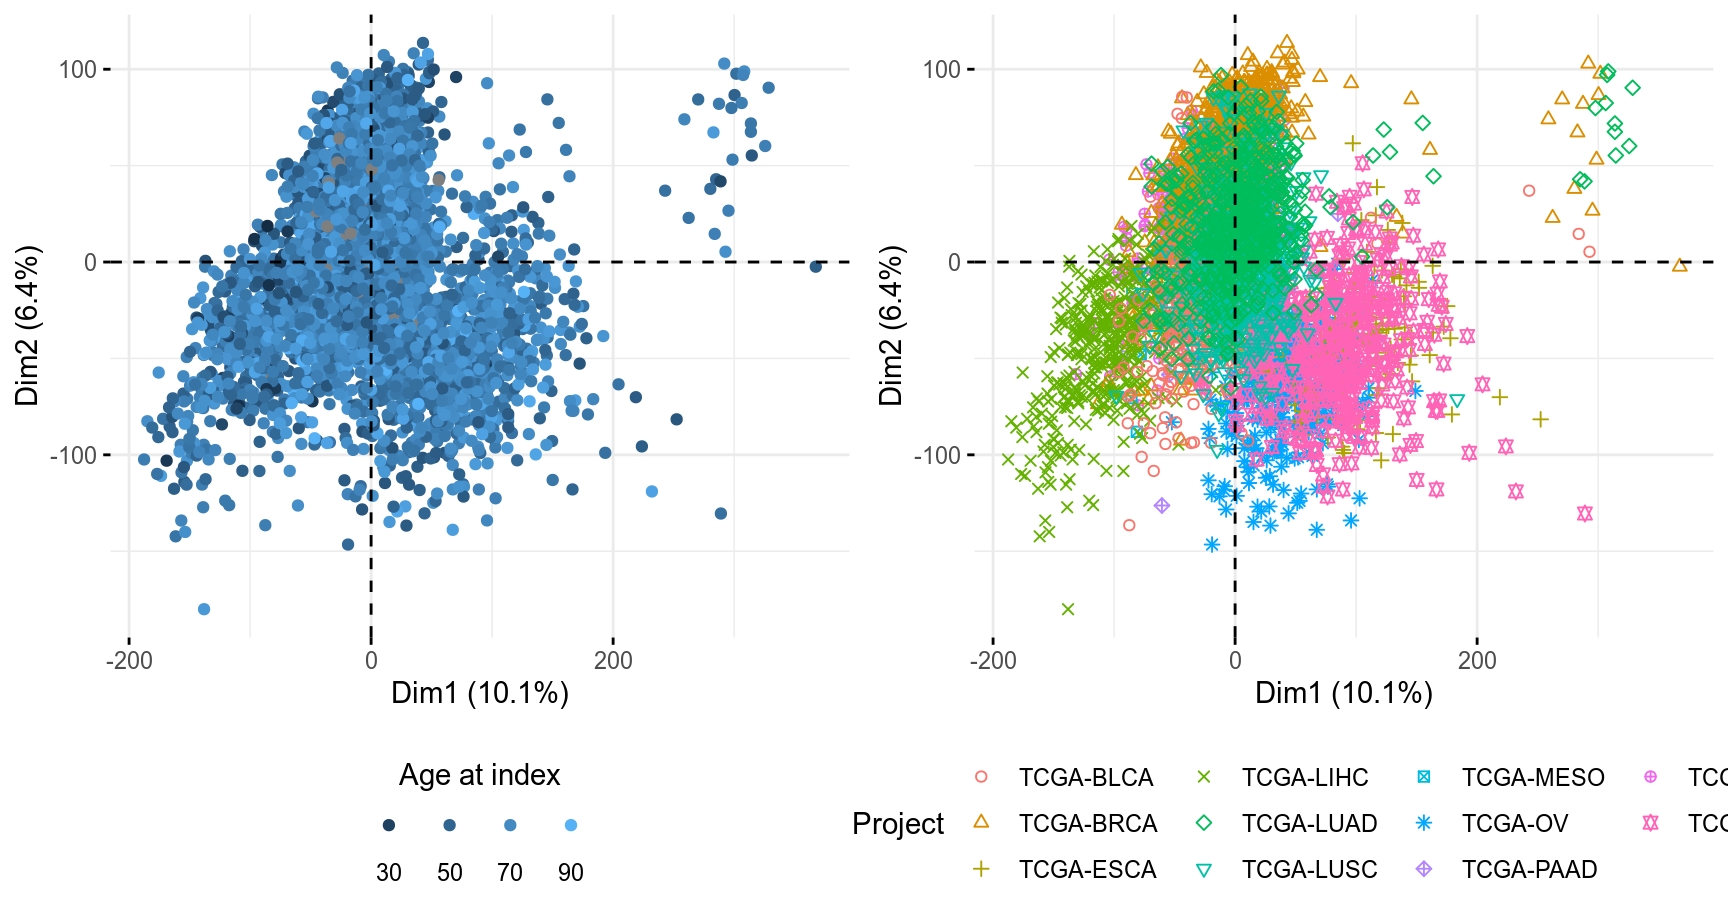 100
0
-100
Dim2 (6.4%)
-200 0 200
Dim1 (10.1%)
Age at index
30 50 70 90
100
0
-100
Dim2 (6.4%)
-200 0 200
Dim1 (10.1%)
Project
TCGA-BLCA TCGA-LIHC TCGA-MESO
TCGA-BRCA TCGA-LUAD TCGA-OV
TCGA-ESCA TCGA-LUSC TCGA-PAAD